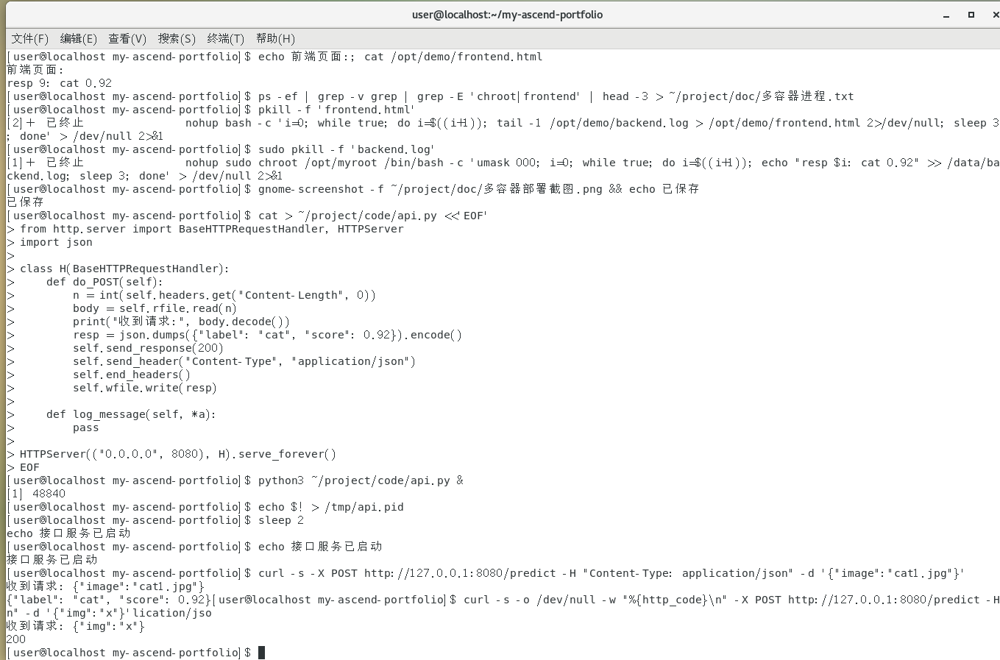 user@localhost:~/my-ascend-portfolio
文件(F) 编辑(E) 查看(V) 搜索(S) 终端(T) 帮助(H)
[user@localhost my-ascend-portfolio]$ echo 前端页面:; cat /opt/demo/frontend.html
前端页面:
resp 9: cat 0.92
[user@localhost my-ascend-portfolio]$ ps -ef | grep -v grep | grep -E 'chroot|frontend' | head -3 > ~/project/doc/多容器进程.txt
[user@localhost my-ascend-portfolio]$ pkill -f 'frontend.html'
[2]+  已终止               nohup bash -c 'i=0; while true; do i=$((i+1)); tail -1 /opt/demo/backend.log > /opt/demo/frontend.html 2>/dev/null; sleep 3
; done' > /dev/null 2>&1
[user@localhost my-ascend-portfolio]$ sudo pkill -f 'backend.log'
[1]+  已终止               nohup sudo chroot /opt/myroot /bin/bash -c 'umask 000; i=0; while true; do i=$((i+1)); echo "resp $i: cat 0.92" >> /data/ba
ckend.log; sleep 3; done' > /dev/null 2>&1
[user@localhost my-ascend-portfolio]$ gnome-screenshot -f ~/project/doc/多容器部署截图.png && echo 已保存
已保存
[user@localhost my-ascend-portfolio]$ cat > ~/project/code/api.py <<'EOF'
> from http.server import BaseHTTPRequestHandler, HTTPServer
> import json
>
> class H(BaseHTTPRequestHandler):
>     def do_POST(self):
>         n = int(self.headers.get("Content-Length", 0))
>         body = self.rfile.read(n)
>         print("收到请求:", body.decode())
>         resp = json.dumps({"label": "cat", "score": 0.92}).encode()
>         self.send_response(200)
>         self.send_header("Content-Type", "application/json")
>         self.end_headers()
>         self.wfile.write(resp)
>
>     def log_message(self, *a):
>         pass
>
> HTTPServer(("0.0.0.0", 8080), H).serve_forever()
> EOF
[user@localhost my-ascend-portfolio]$ python3 ~/project/code/api.py &
[1] 48840
[user@localhost my-ascend-portfolio]$ echo $! > /tmp/api.pid
[user@localhost my-ascend-portfolio]$ sleep 2
echo 接口服务已启动
[user@localhost my-ascend-portfolio]$ echo 接口服务已启动
接口服务已启动
[user@localhost my-ascend-portfolio]$ curl -s -X POST http://127.0.0.1:8080/predict -H "Content-Type: application/json" -d '{"image":"cat1.jpg"}'
收到请求: {"image":"cat1.jpg"}
{"label": "cat", "score": 0.92}[user@localhost my-ascend-portfolio]$ curl -s -o /dev/null -w "%{http_code}\n" -X POST http://127.0.0.1:8080/predict -H
n" -d '{"img":"x"}'lication/jso
收到请求: {"img":"x"}
200
[user@localhost my-ascend-portfolio]$